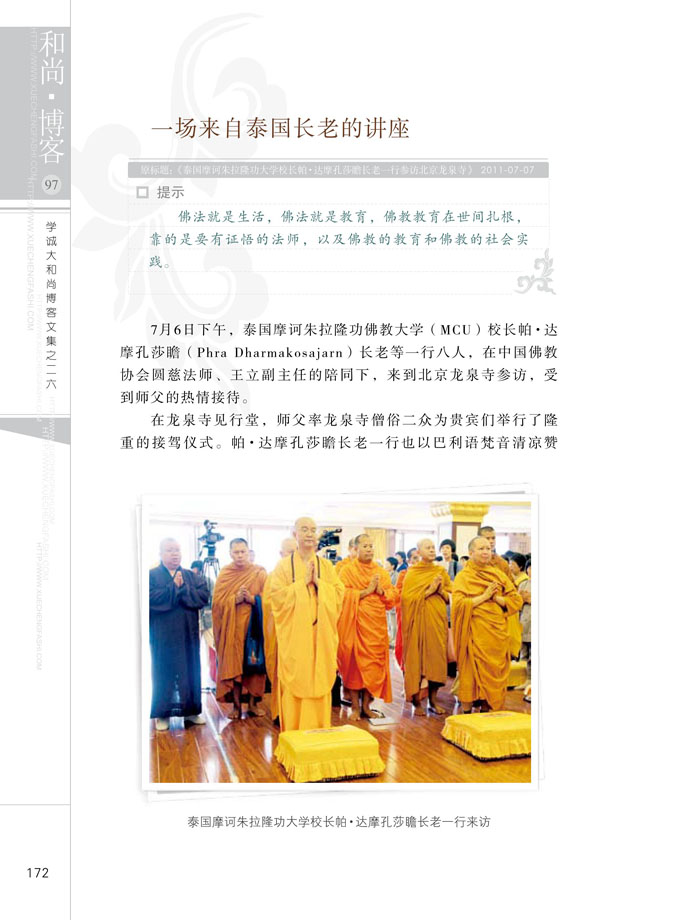 和尚·博客
97
学诚大和尚博客文集之二六
一场来自泰国长老的讲座
原标题：《泰国摩诃朱拉隆功大学校长帕·达摩孔莎瞻长老一行参访北京龙泉寺》 2011-07-07
提示
佛法就是生活，佛法就是教育，佛教教育在世间扎根，
靠的是要有证悟的法师，以及佛教的教育和佛教的社会实
践。
7月6日下午，泰国摩诃朱拉隆功佛教大学（MCU）校长帕·达
摩孔莎瞻（Phra Dharmakosajarn）长老等一行八人，在中国佛教
协会圆慈法师、王立副主任的陪同下，来到北京龙泉寺参访，受
到师父的热情接待。
在龙泉寺见行堂，师父率龙泉寺僧俗二众为贵宾们举行了隆
重的接驾仪式。帕·达摩孔莎瞻长老一行也以巴利语梵音清凉赞
泰国摩诃朱拉隆功大学校长帕·达摩孔莎瞻长老一行来访
172